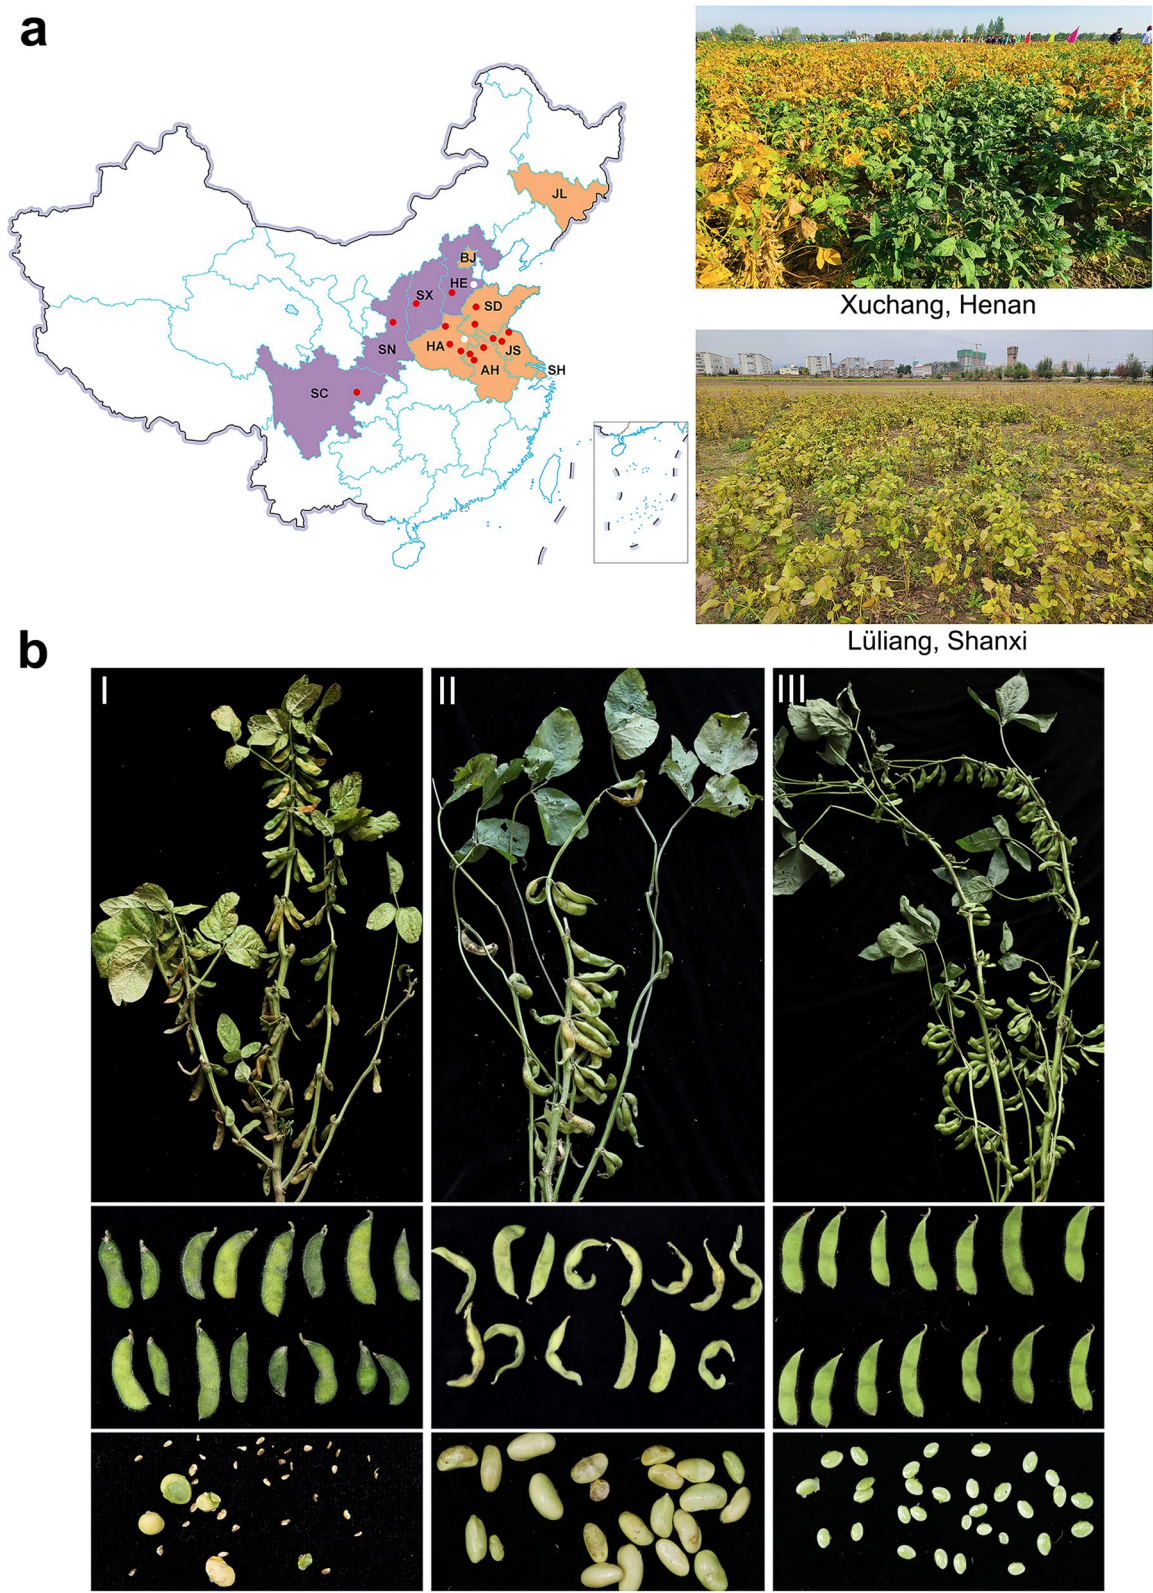 a
JL
BJ
HE
SX
SD
SN
HA
JS
SH
AH
SC
Xuchang, Henan
Lüliang, Shanxi
b
I
II
III